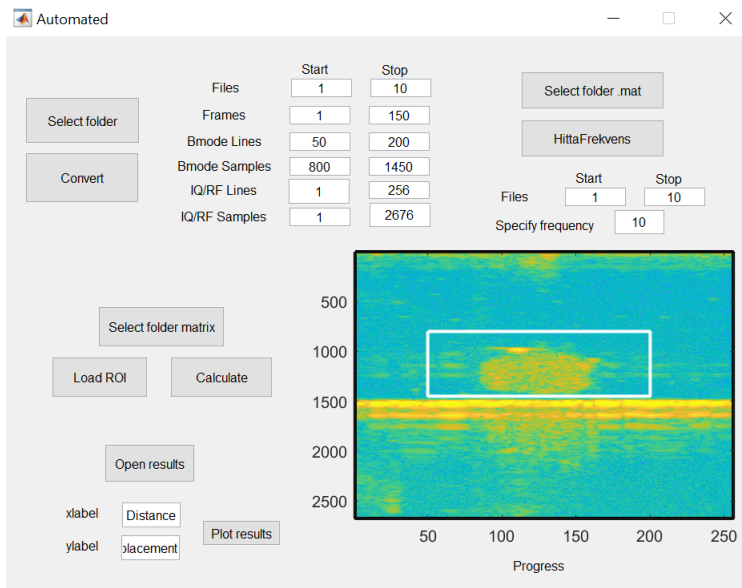 Automated
Start Stop
Files 1 10
Frames 1 150
Bmode Lines 50 200
Bmode Samples 800 1450
IQ/RF Lines 1 256
IQ/RF Samples 1 2676
Select folder
Convert
Select folder .mat
HittaFrekvens
Start Stop
Files 1 10
Specify frequency 10
Select folder matrix
Load ROI Calculate
Open results
xlabel Distance
ylabel placement
Plot results
500
1000
1500
2000
2500
50 100 150 200 250
Progress